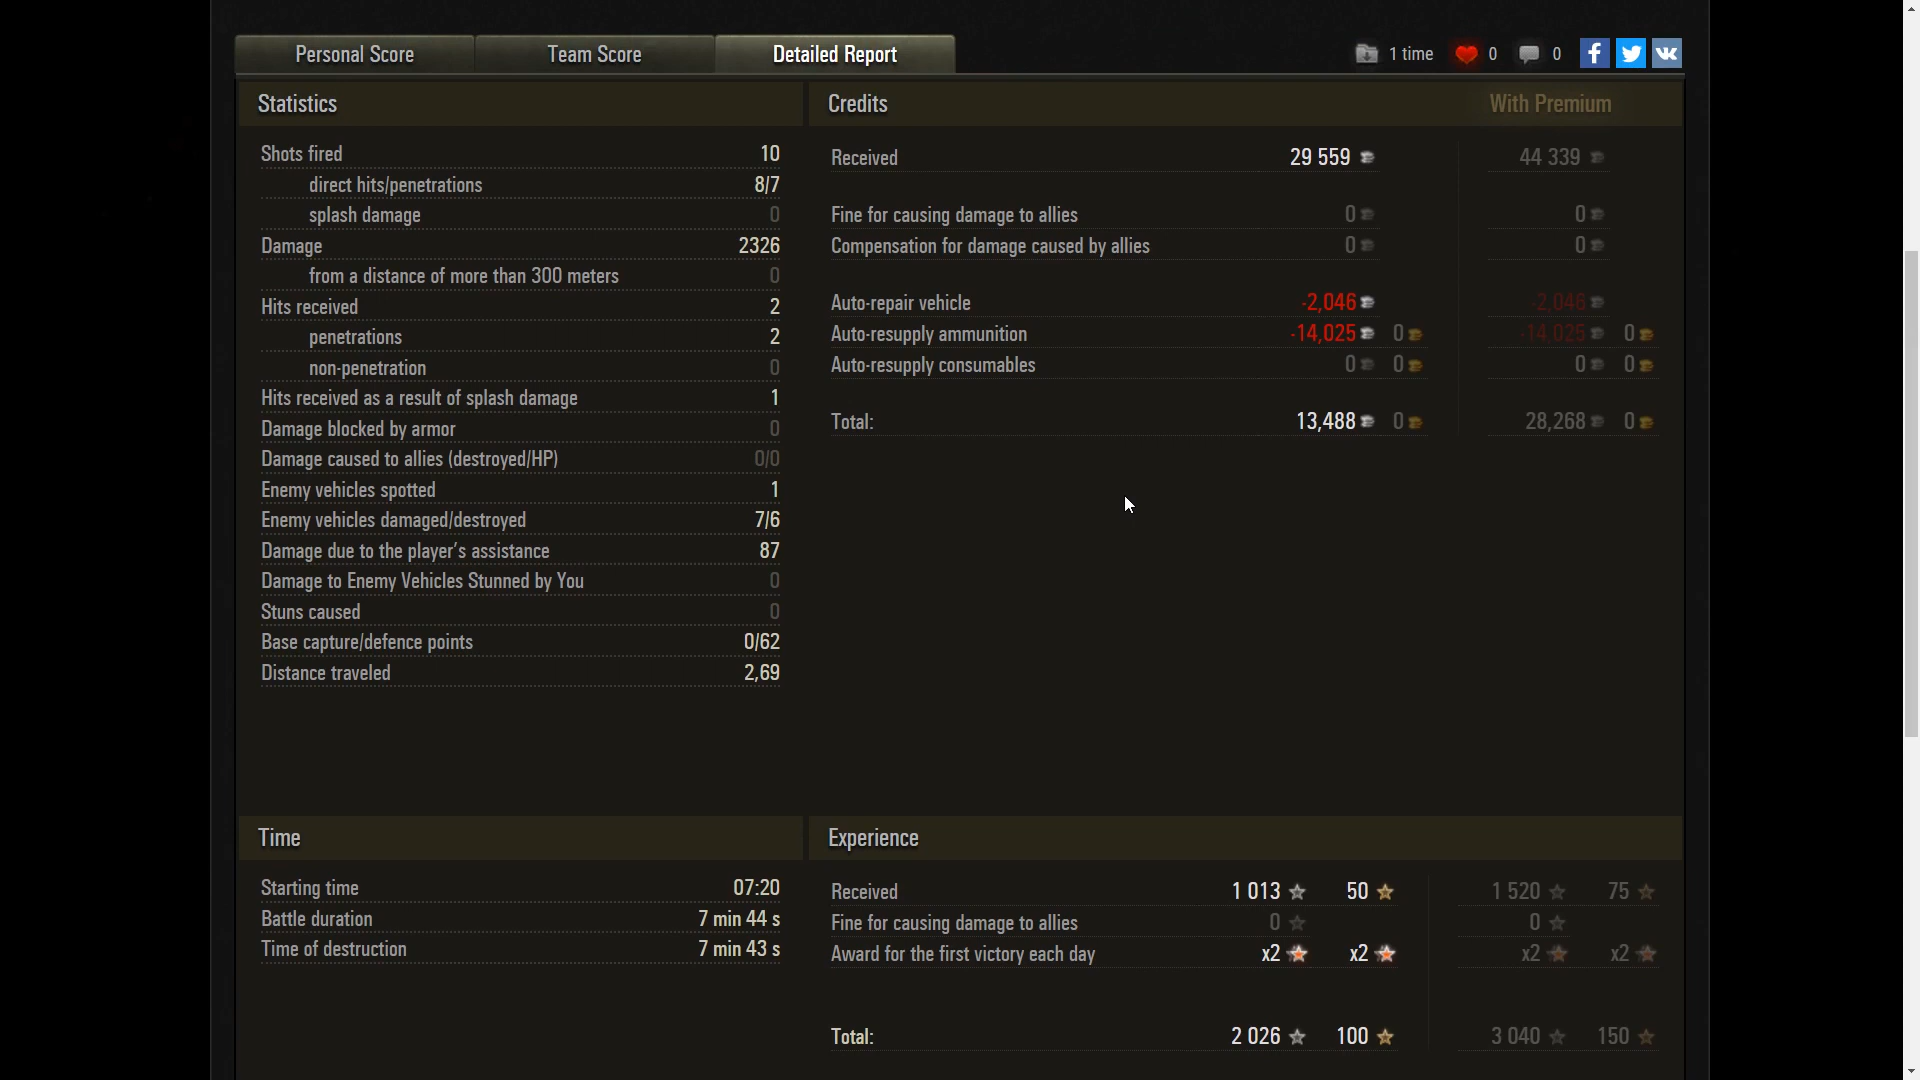 Personal Score
Team Score
Detailed Report
1 time
0
0
Statistics
Shots fired 10
direct hits/penetrations 8/7
splash damage 0
Damage 2326
from a distance of more than 300 meters 0
Hits received 2
penetrations 2
non-penetration 0
Hits received as a result of splash damage 1
Damage blocked by armor 0
Damage caused to allies (destroyed/HP) 0/0
Enemy vehicles spotted 1
Enemy vehicles damaged/destroyed 7/6
Damage due to the player's assistance 87
Damage to Enemy Vehicles Stunned by You 0
Stuns caused 0
Base capture/defence points 0/62
Distance traveled 2,69
Credits With Premium
Received 29 559 44 339
Fine for causing damage to allies 0 0
Compensation for damage caused by allies 0 0
Auto-repair vehicle -2,046 -2,046
Auto-resupply ammunition -14,025 0 -14,025 0
Auto-resupply consumables 0 0 0 0
Total: 13,488 0 28,268 0
Time
Starting time 07:20
Battle duration 7 min 44 s
Time of destruction 7 min 43 s
Experience
Received 1 013 50 1 520 75
Fine for causing damage to allies 0 0
Award for the first victory each day x2 x2 x2 x2
Total: 2 026 100 3 040 150